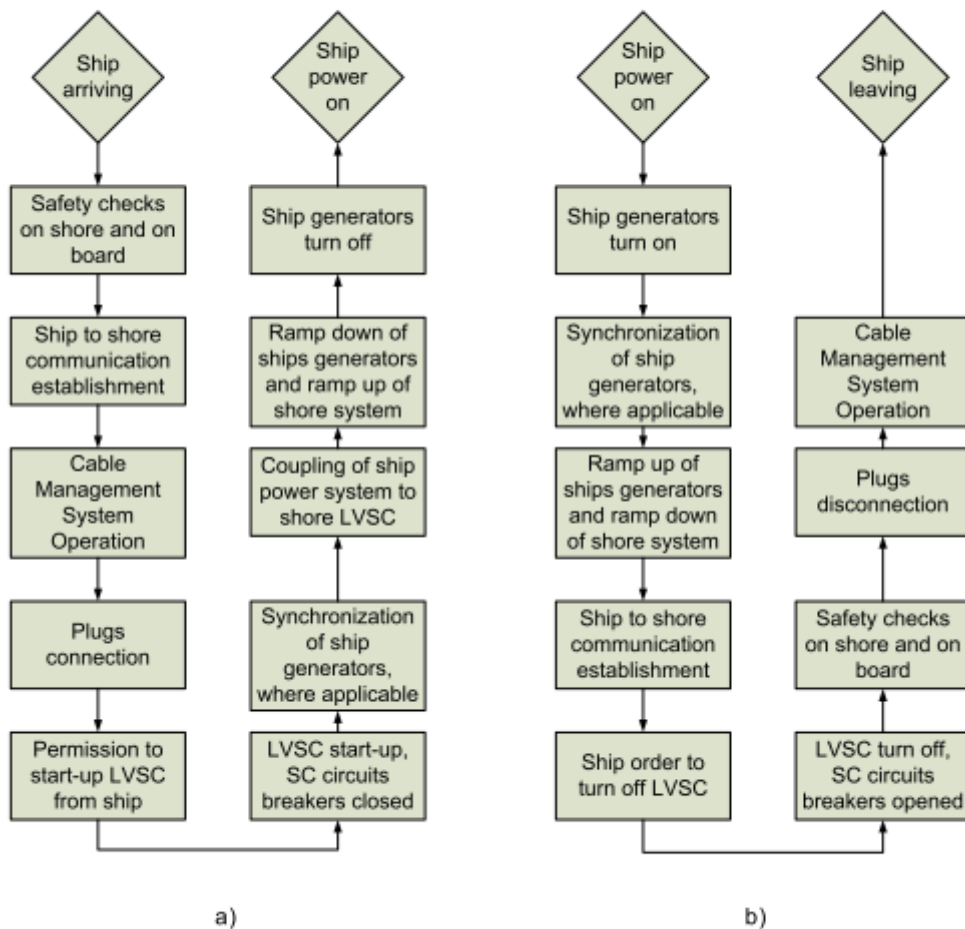 Ship
arriving
Safety checks
on shore and on
board
Ship to shore
communication
establishment
Cable
Management
System
Operation
Plugs
connection
Permission to
start-up LVSC
from ship
LVSC start-up,
SC circuits
breakers closed
Synchronization
of ship
generators,
where applicable
Coupling of ship
power system to
shore LVSC
Ramp down of
ships generators
and ramp up of
shore system
Ship generators
turn off
Ship
power
on
a)
Ship
power
on
Ship generators
turn on
Synchronization
of ship
generators,
where applicable
Ramp up of
ships generators
and ramp down
of shore system
Ship to shore
communication
establishment
Ship order to
turn off LVSC
LVSC turn off,
SC circuits
breakers opened
Safety checks
on shore and on
board
Plugs
disconnection
Cable
Management
System
Operation
Ship
leaving
b)